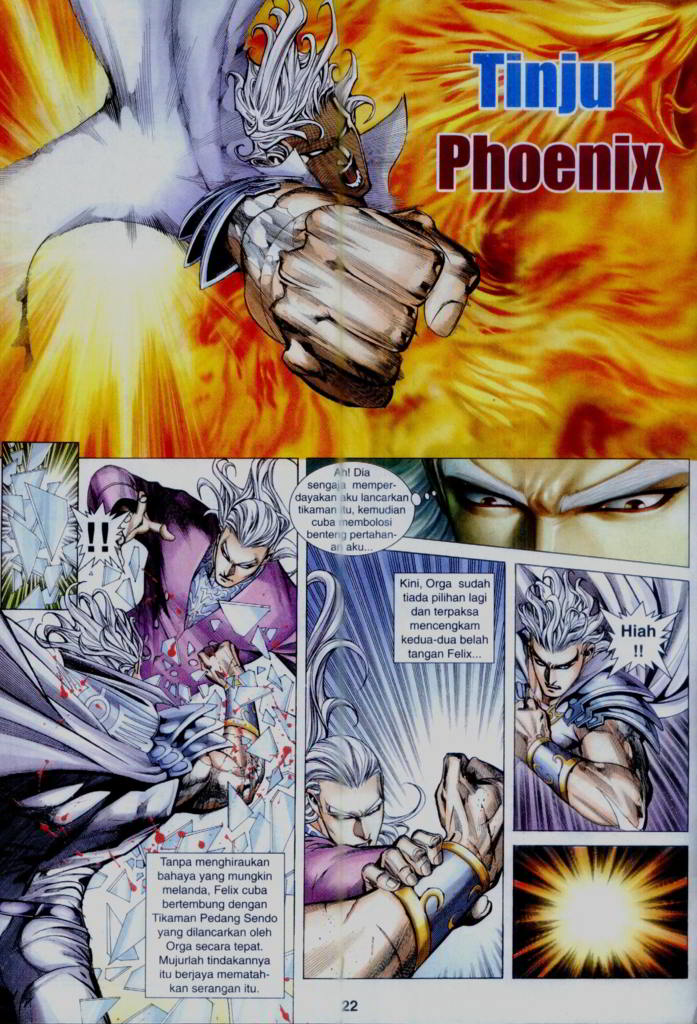 Tinju
Phoenix
!!
Ah! Dia
sengaja memper-
dayakan aku lancarkan
tikaman itu, kemudian
cuba membolosi
benteng pertahan-
an aku...
Kini, Orga sudah
tiada pilihan lagi
dan terpaksa
mencengkam
kedua-dua belah
tangan Felix...
Hiah
!!
Tanpa menghiraukan
bahaya yang mungkin
melanda, Felix cuba
bertembung dengan
Tikaman Pedang Sendo
yang dilancarkan oleh
Orga secara tepat.
Mujurlah tindakannya
itu berjaya mematah-
kan serangan itu.
22